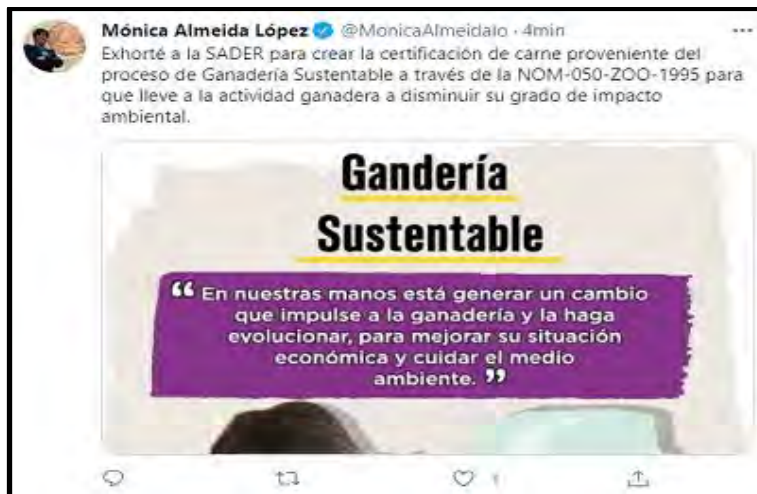 Mónica Almeida López @MonicaAlmeidalo · 4min
Exhorté a la SADER para crear la certificación de carne proveniente del
proceso de Ganadería Sustentable a través de la NOM-050-ZOO-1995 para
que lleve a la actividad ganadera a disminuir su grado de impacto
ambiental.
Gandería
Sustentable
“ En nuestras manos está generar un cambio
que impulse a la ganadería y la haga
evolucionar, para mejorar su situación
económica y cuidar el medio
ambiente. ”